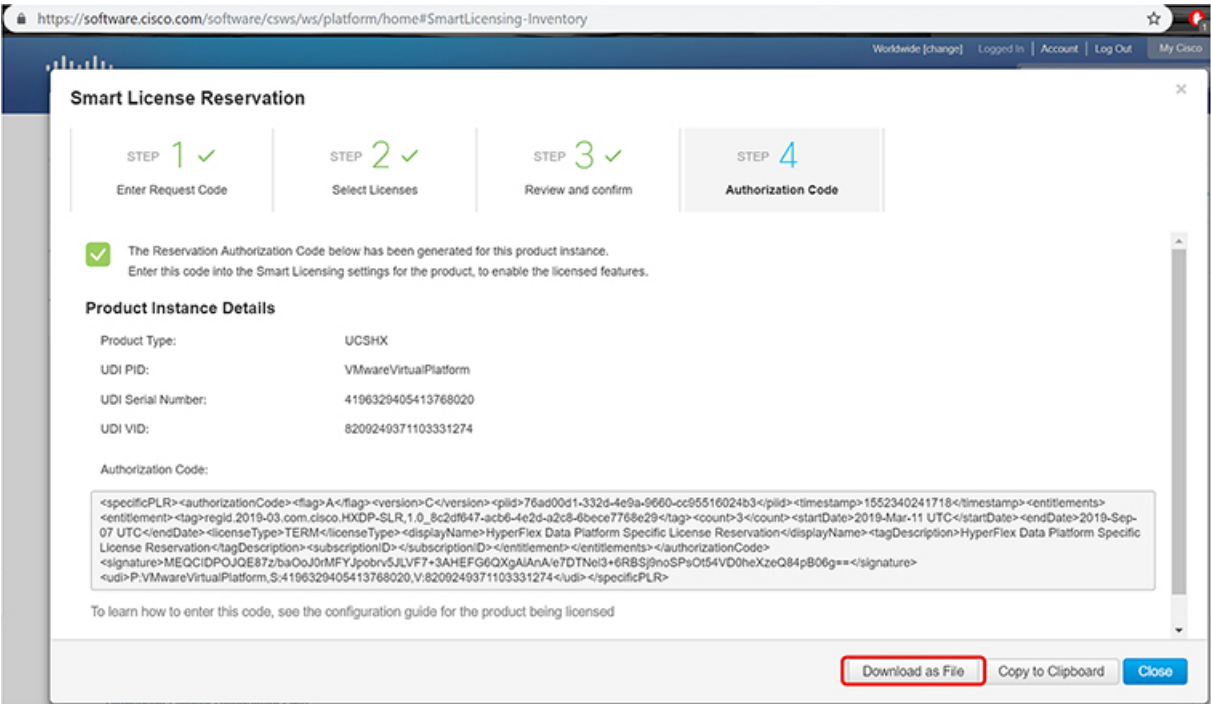 https://software.cisco.com/software/csws/ws/platform/home#SmartLicensing-Inventory
Worldwide [change] Logged In | Account | Log Out My Cisco
Smart License Reservation
STEP 1
Enter Request Code
STEP 2
Select Licenses
STEP 3
Review and confirm
STEP 4
Authorization Code
The Reservation Authorization Code below has been generated for this product instance.
Enter this code into the Smart Licensing settings for the product, to enable the licensed features.
Product Instance Details
Product Type: UCSHX
UDI PID: VMwareVirtualPlatform
UDI Serial Number: 4196329405413768020
UDI VID: 8209249371103331274
Authorization Code:
<specificPLR><authorizationCode><flag>A</flag><version>C</version><piid>76ad00d1-332d-4e9a-9660-cc95516024b3</piid><timestamp>1552340241718</timestamp><entitlements>
<entitlement><tag>regid.2019-03.com.cisco.HXDP-SLR,1.0_8c2df647-acb6-4e2d-a2c8-6bece7768e29</tag><count>3</count><startDate>2019-Mar-11 UTC</startDate><endDate>2019-Sep-
07 UTC</endDate><licenseType>TERM</licenseType><displayName>HyperFlex Data Platform Specific License Reservation</displayName><tagDescription>HyperFlex Data Platform Specific
License Reservation</tagDescription><subscriptionID></subscriptionID></entitlement></entitlements></authorizationCode>
<signature>MEQCIDPOJQE87z/baOoJ0rMFYJpobrv5JLVF7+3AHEFG6QXgAiAnA/e7DTNel3+6RBSj9noSPsOt54VD0heXzeQ84pB06g==</signature>
<udi>P:VMwareVirtualPlatform,S:4196329405413768020,V:8209249371103331274</udi></specificPLR>
To learn how to enter this code, see the configuration guide for the product being licensed
Download as File Copy to Clipboard Close